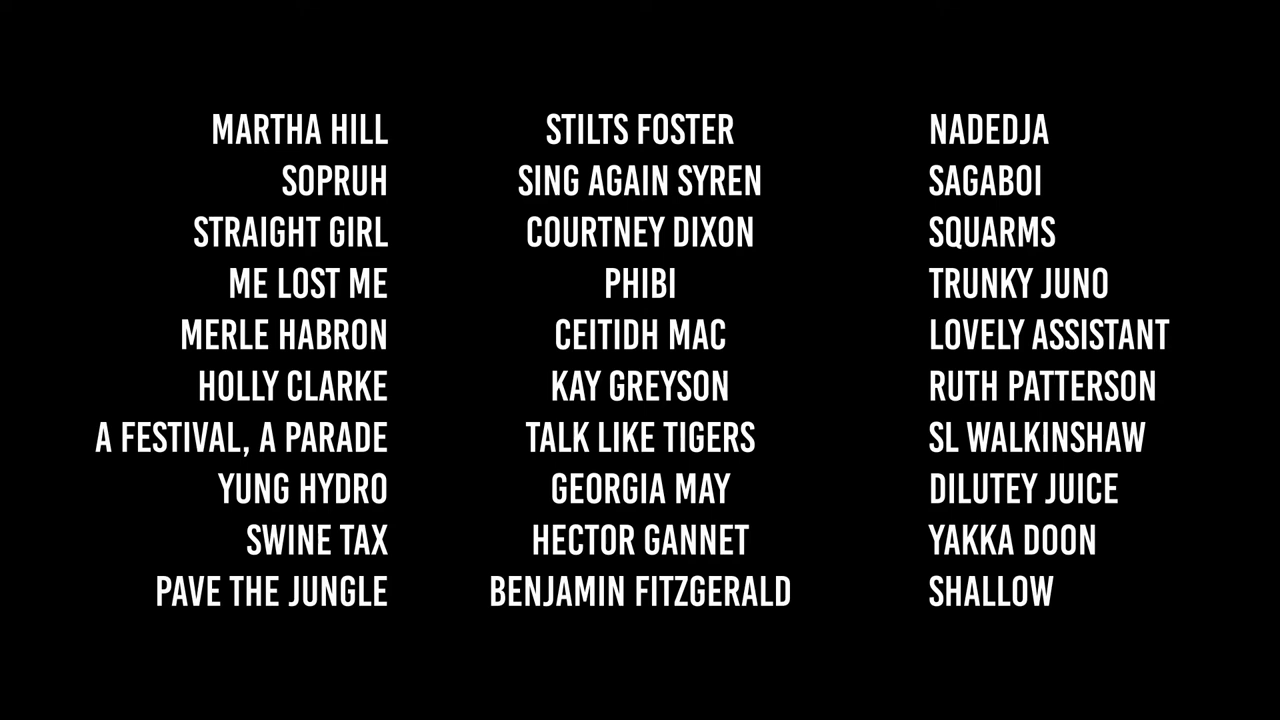 MARTHA HILL
SOPRUH
STRAIGHT GIRL
ME LOST ME
MERLE HABRON
HOLLY CLARKE
A FESTIVAL, A PARADE
YUNG HYDRO
SWINE TAX
PAVE THE JUNGLE
STILTS FOSTER
SING AGAIN SYREN
COURTNEY DIXON
PHIBI
CEITIDH MAC
KAY GREYSON
TALK LIKE TIGERS
GEORGIA MAY
HECTOR GANNET
BENJAMIN FITZGERALD
NADEDJA
SAGABOI
SQUARMS
TRUNKY JUNO
LOVELY ASSISTANT
RUTH PATTERSON
SL WALKINSHAW
DILUTEY JUICE
YAKKA DOON
SHALLOW